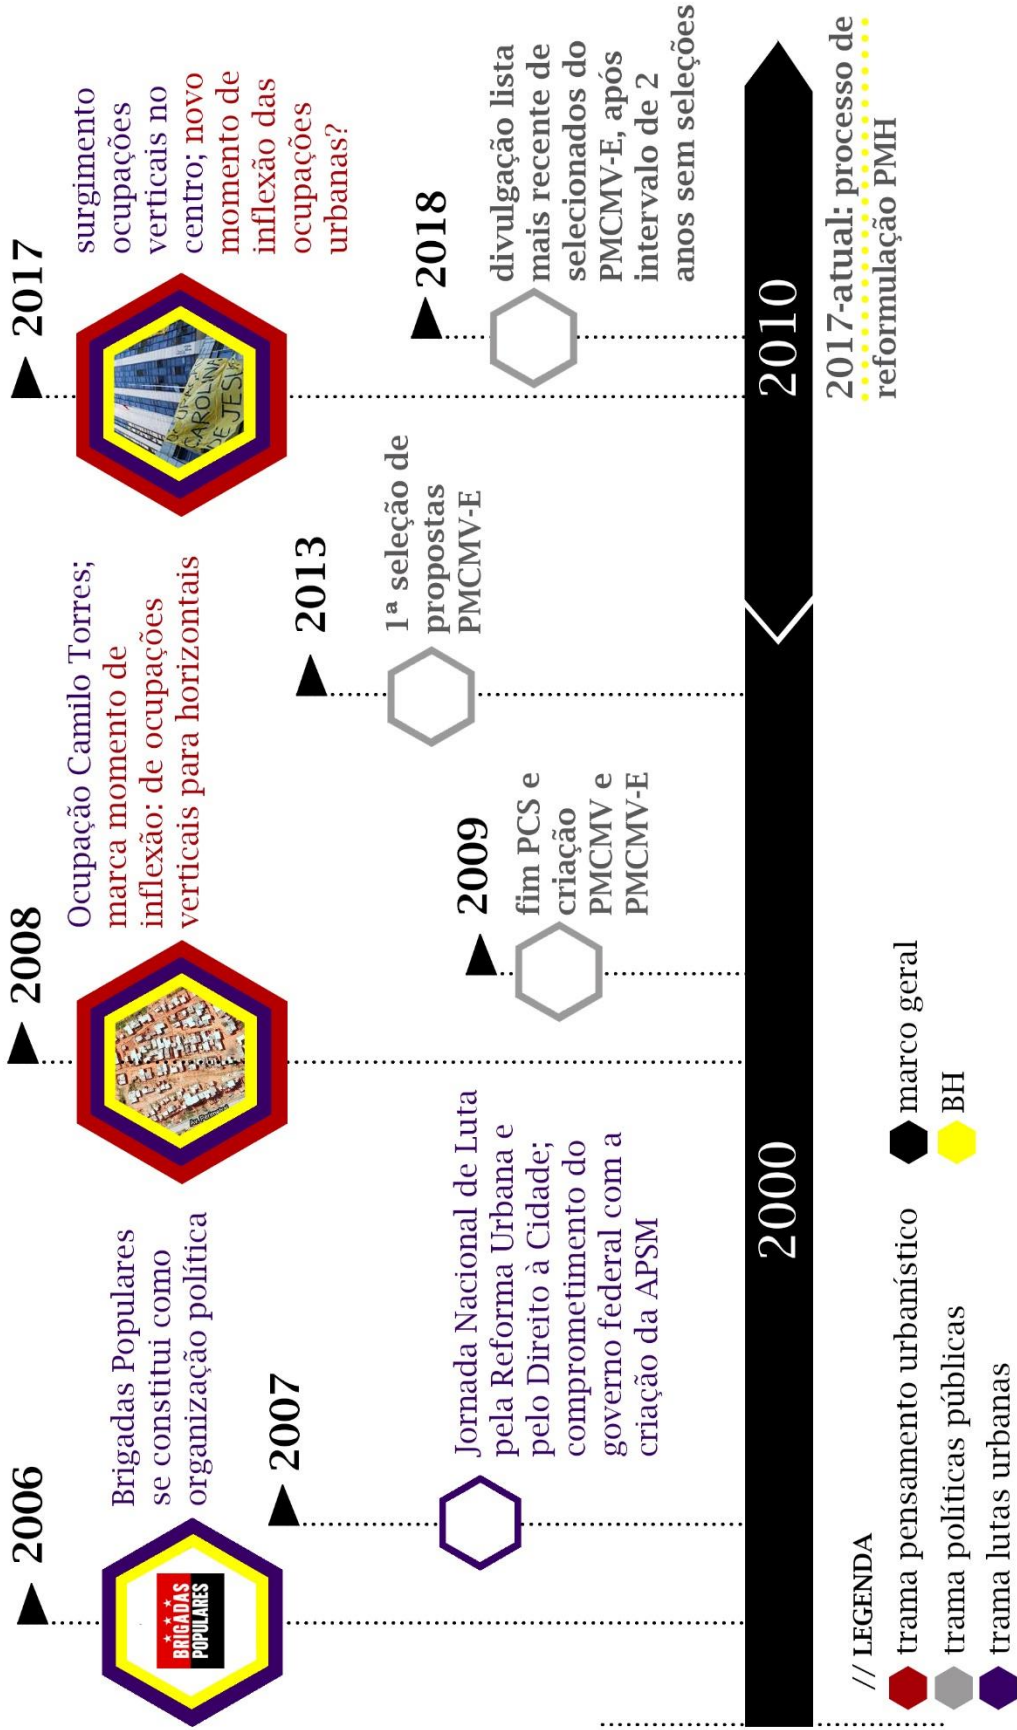 2006
Brigadas Populares
se constitui como
organização política
BRIGADAS
POPULARES
2007
Jornada Nacional de Luta
pela Reforma Urbana e
pelo Direito à Cidade;
comprometimento do
governo federal com a
criação da APSM
2008
Ocupação Camilo Torres;
marca momento de
inflexão: de ocupações
verticais para horizontais
Av. Perimetral
2009
fim PCS e
criação
PMCMV e
PMCMV-E
2013
1ª seleção de
propostas
PMCMV-E
2017
surgimento
ocupações
verticais no
centro; novo
momento de
inflexão das
ocupações
urbanas?
CAROLINA
DE JESU
2018
divulgação lista
mais recente de
selecionados do
PMCMV-E, após
intervalo de 2
anos sem seleções
2000
2010
2017-atual: processo de
reformulação PMH
// LEGENDA
trama pensamento urbanístico
trama políticas públicas
trama lutas urbanas
marco geral
BH